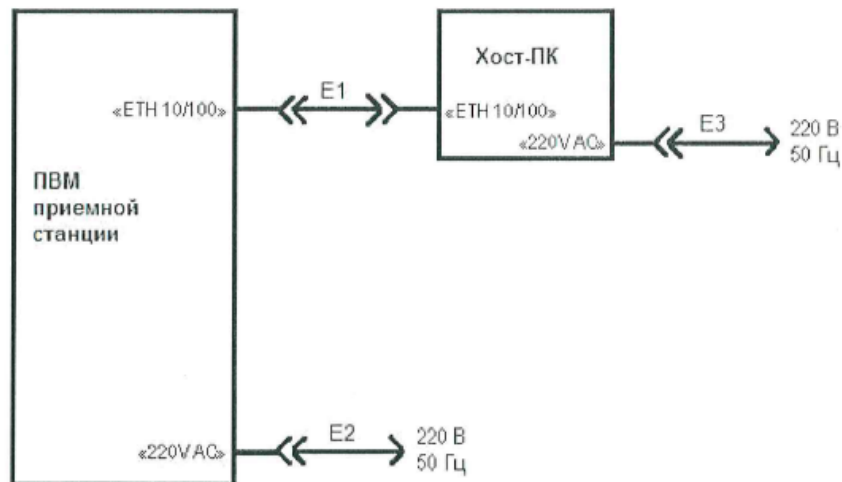 Хост-ПК
«ETH 10/100»
E1
«ETH 10/100»
«220V AC»
E3
220 В
50 Гц
ПВМ
приемной
станции
«220V AC»
E2
220 В
50 Гц